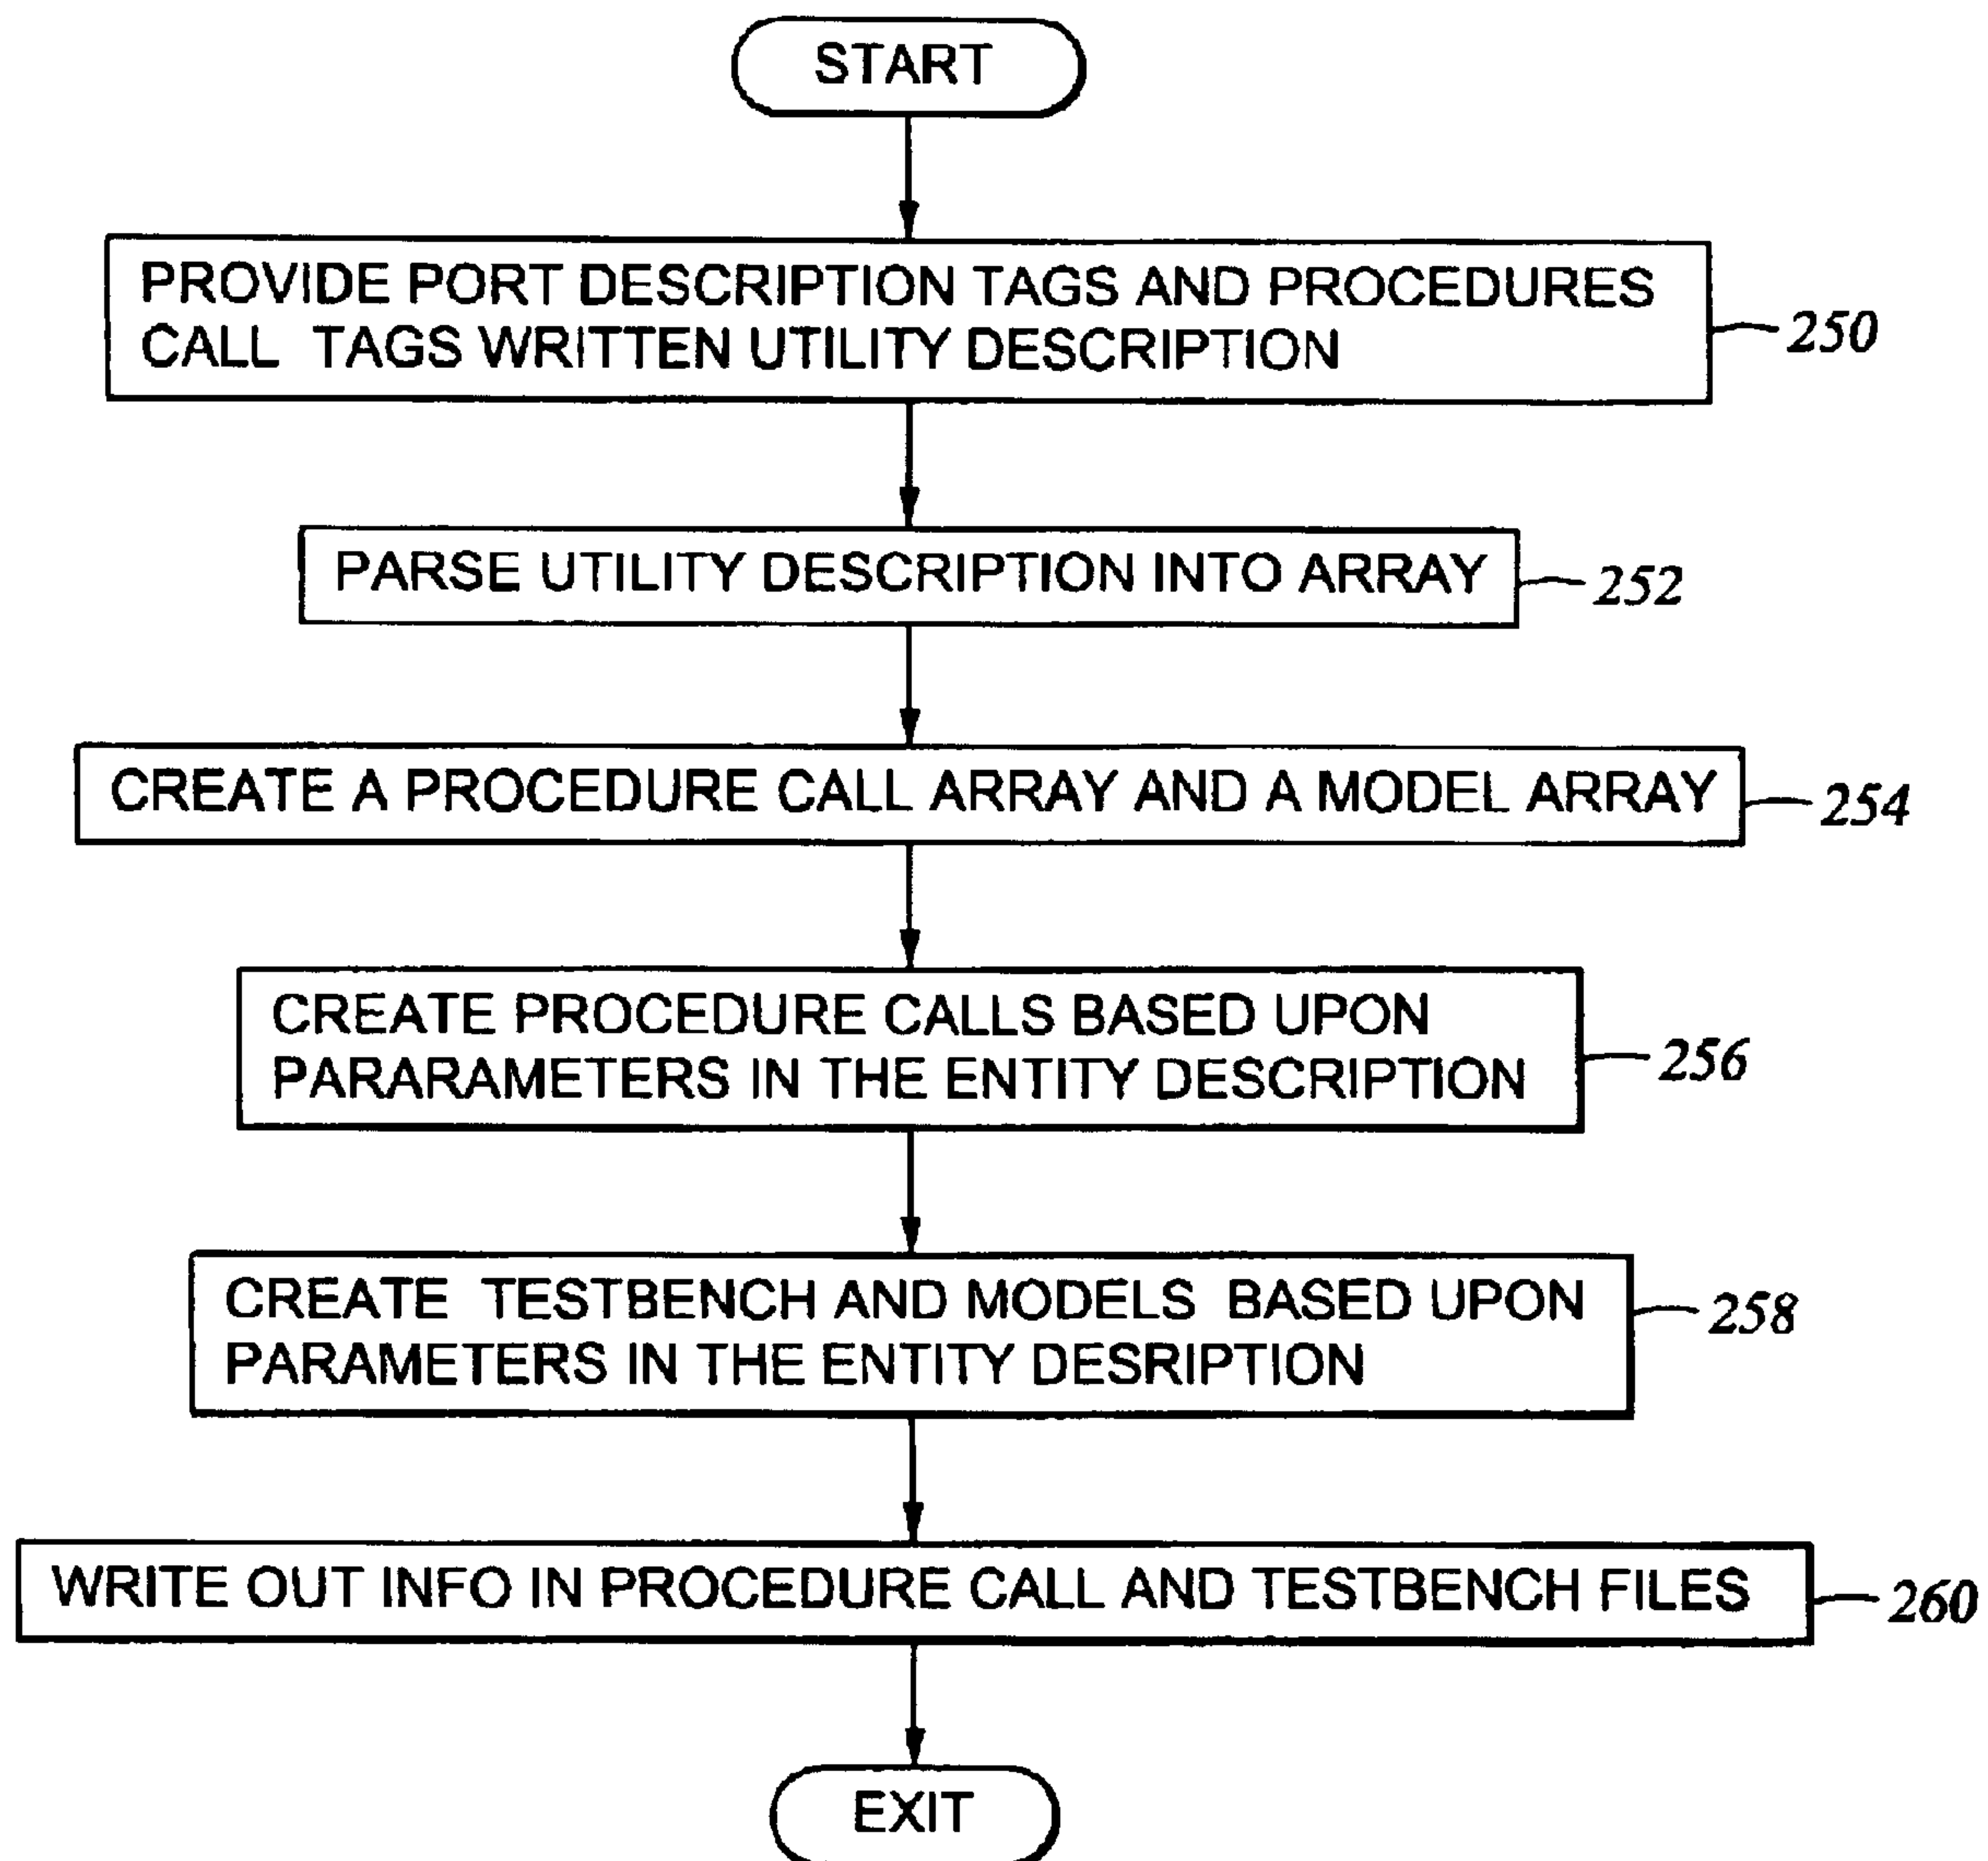 START
PROVIDE PORT DESCRIPTION TAGS AND PROCEDURES
CALL TAGS WRITTEN UTILITY DESCRIPTION
250
PARSE UTILITY DESCRIPTION INTO ARRAY
252
CREATE A PROCEDURE CALL ARRAY AND A MODEL ARRAY
254
CREATE PROCEDURE CALLS BASED UPON
PARARAMETERS IN THE ENTITY DESCRIPTION
256
CREATE TESTBENCH AND MODELS BASED UPON
PARAMETERS IN THE ENTITY DESRIPTION
258
WRITE OUT INFO IN PROCEDURE CALL AND TESTBENCH FILES
260
EXIT